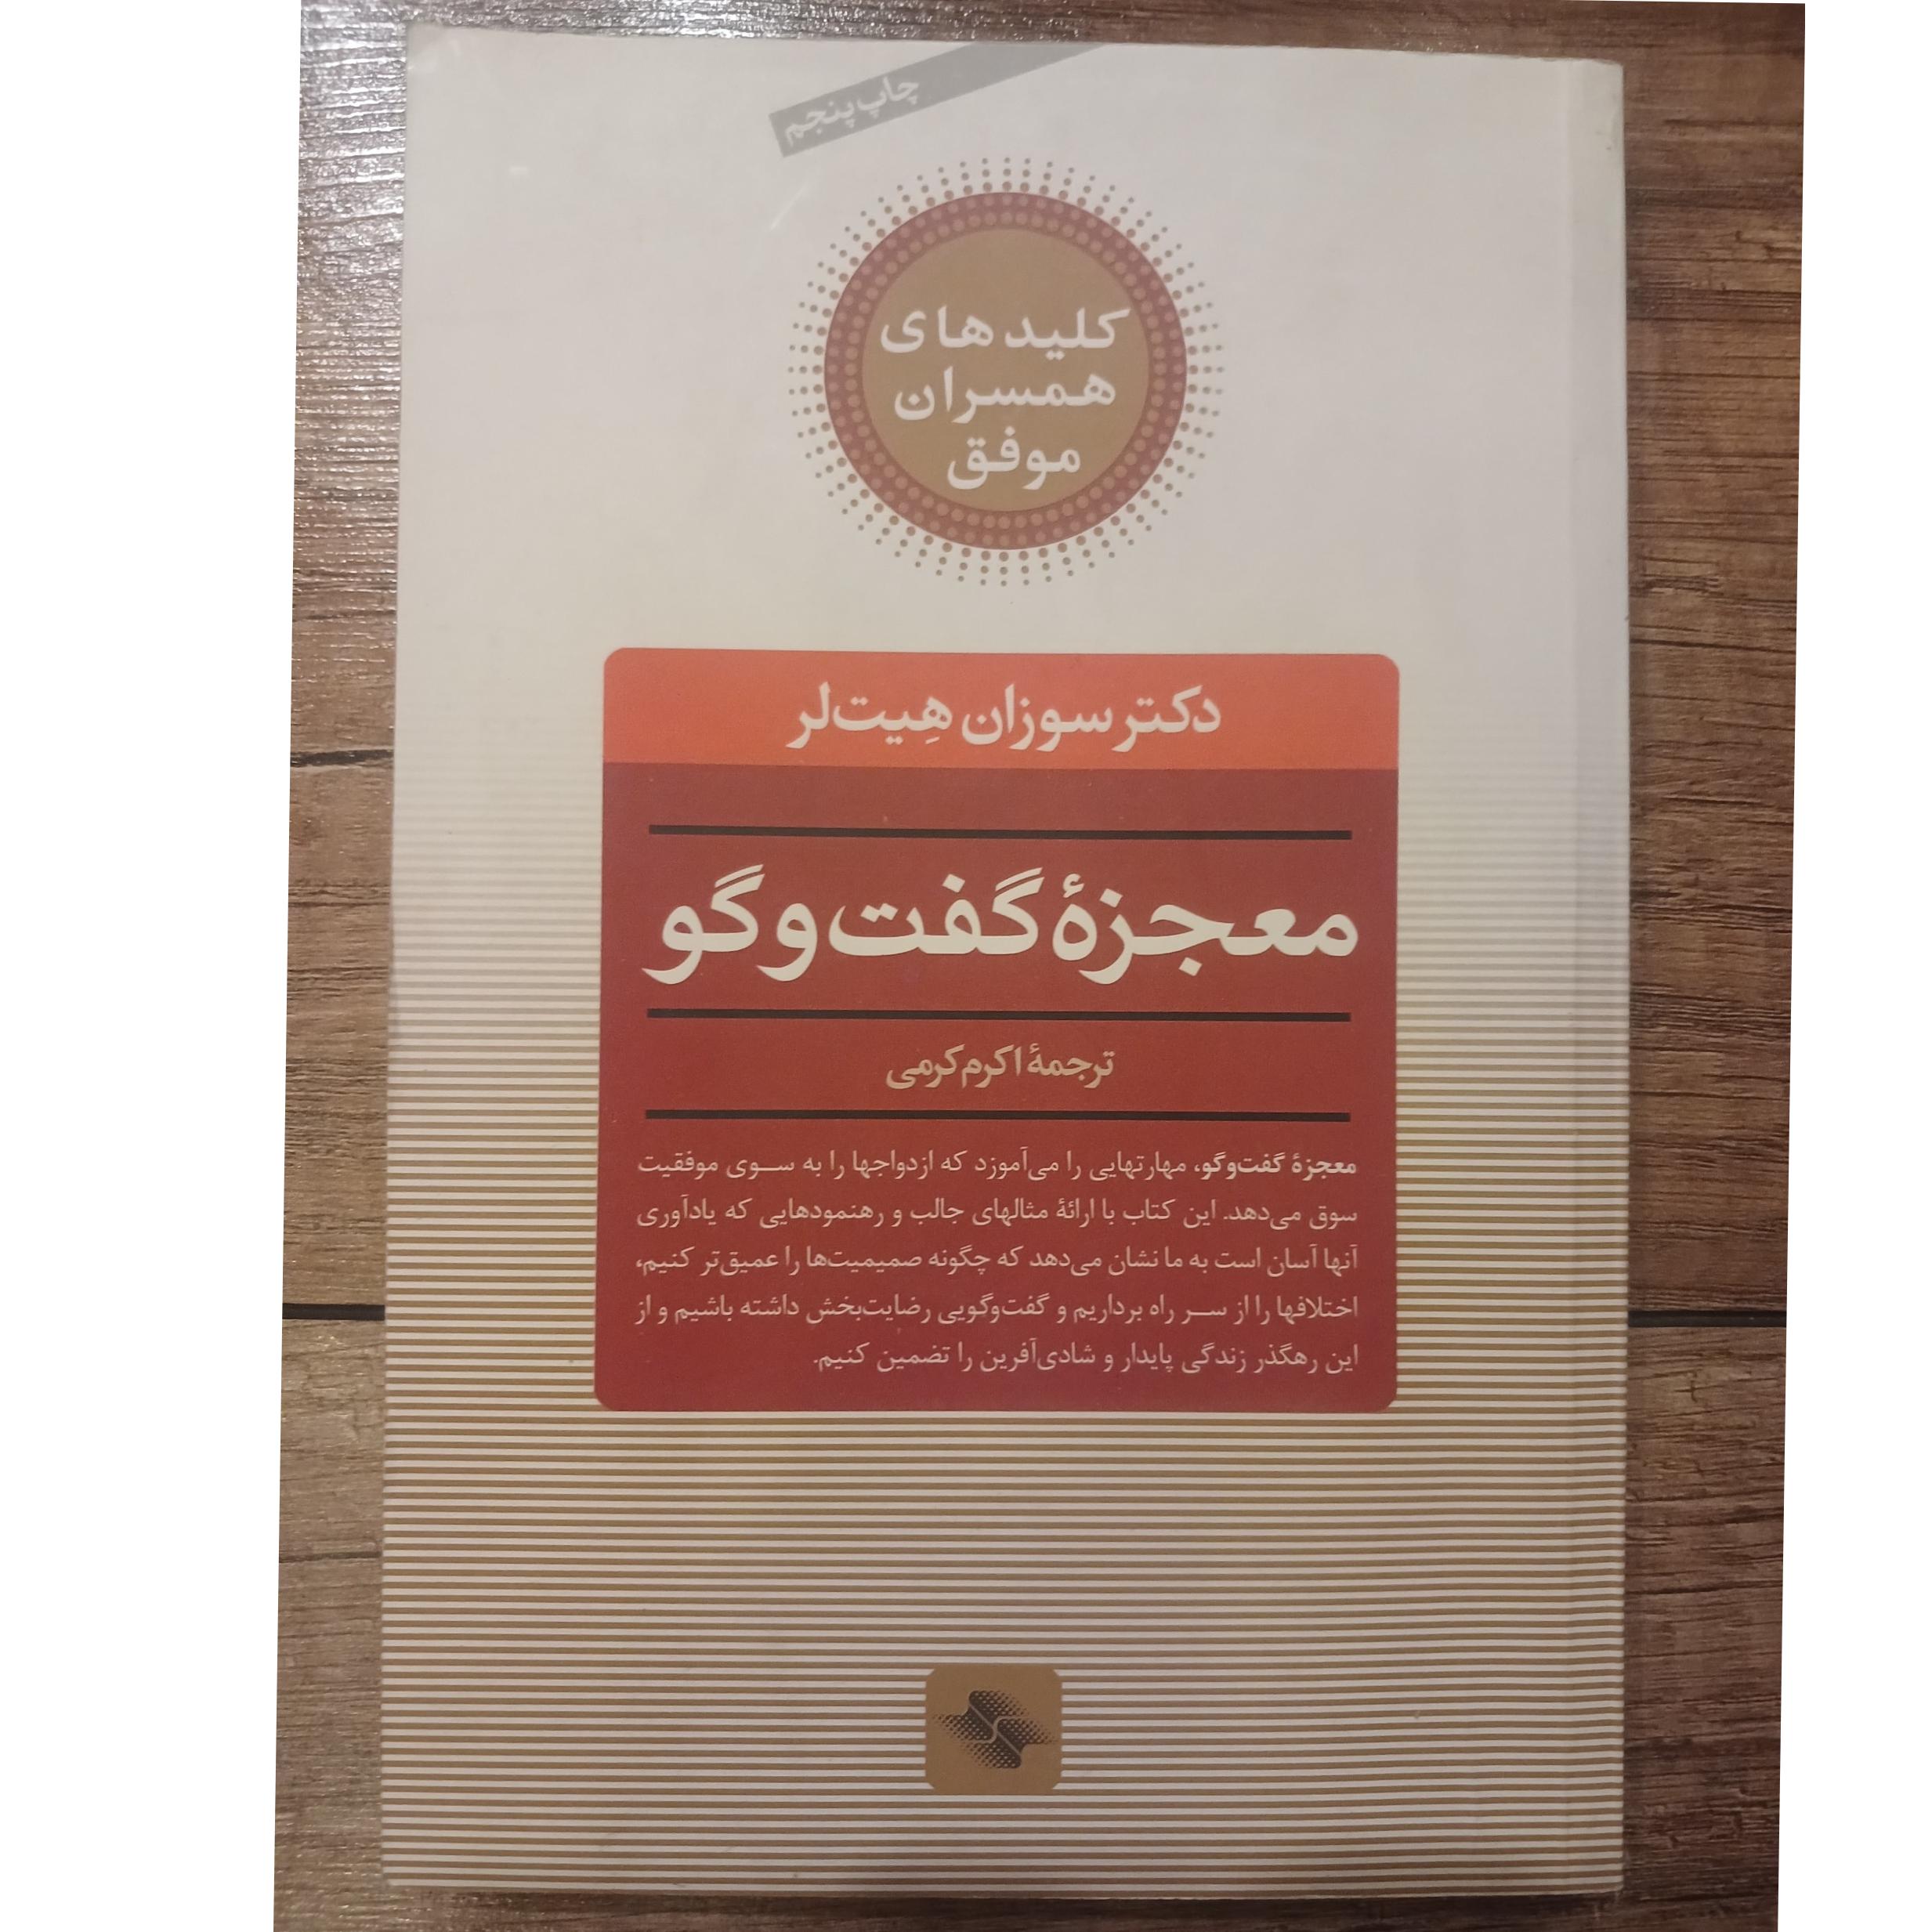 چاپ پنجم
کلیدهای
همسران
موفق
دکتر سوزان هِیت‌لر
معجزهٔ گفت‌وگو
ترجمهٔ اکرم کرمی
معجزهٔ گفت‌وگو، مهارتهایی را می‌آموزد که ازدواجها را به سوی موفقیت
سوق می‌دهد. این کتاب با ارائهٔ مثالهای جالب و رهنمودهایی که یادآوری
آنها آسان است به ما نشان می‌دهد که چگونه صمیمیت‌ها را عمیق‌تر کنیم،
اختلافها را از سر راه برداریم و گفت‌وگویی رضایت‌بخش داشته باشیم و از
این رهگذر زندگی پایدار و شادی‌آفرین را تضمین کنیم.